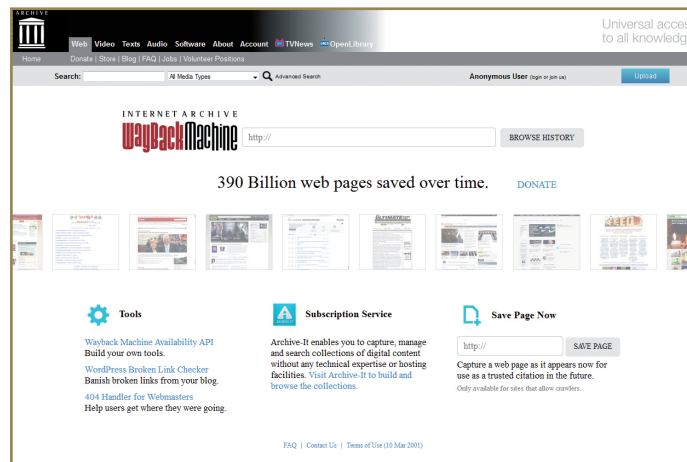 ARCHIVE
Universal acces
to all knowledg
Web Video Texts Audio Software About Account TVNews OpenLibrary
Home Donate | Store | Blog | FAQ | Jobs | Volunteer Positions
Search: All Media Types Advanced Search Anonymous User (login or join us) Upload
INTERNET ARCHIVE
WayBackMachine http:// BROWSE HISTORY
390 Billion web pages saved over time. DONATE
Tools
Wayback Machine Availability API
Build your own tools.
WordPress Broken Link Checker
Banish broken links from your blog.
404 Handler for Webmasters
Help users get where they were going.
Subscription Service
Archive-It enables you to capture, manage
and search collections of digital content
without any technical expertise or hosting
facilities. Visit Archive-It to build and
browse the collections.
Save Page Now
http:// SAVE PAGE
Capture a web page as it appears now for
use as a trusted citation in the future.
Only available for sites that allow crawlers.
FAQ | Contact Us | Terms of Use (10 Mar 2001)